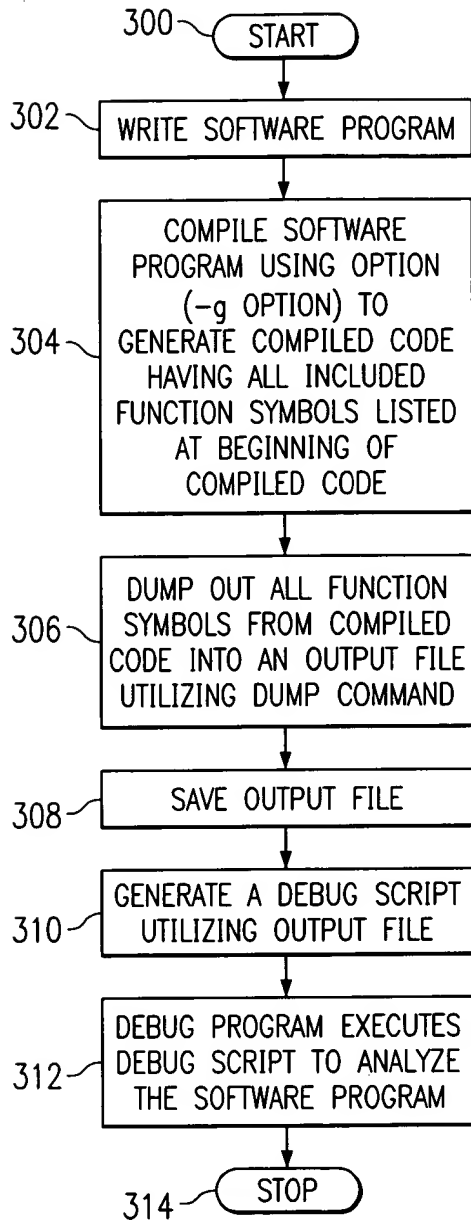 300
START
302
WRITE SOFTWARE PROGRAM
304
COMPILE SOFTWARE
PROGRAM USING OPTION
(-g OPTION) TO
GENERATE COMPILED CODE
HAVING ALL INCLUDED
FUNCTION SYMBOLS LISTED
AT BEGINNING OF
COMPILED CODE
306
DUMP OUT ALL FUNCTION
SYMBOLS FROM COMPILED
CODE INTO AN OUTPUT FILE
UTILIZING DUMP COMMAND
308
SAVE OUTPUT FILE
310
GENERATE A DEBUG SCRIPT
UTILIZING OUTPUT FILE
312
DEBUG PROGRAM EXECUTES
DEBUG SCRIPT TO ANALYZE
THE SOFTWARE PROGRAM
314
STOP